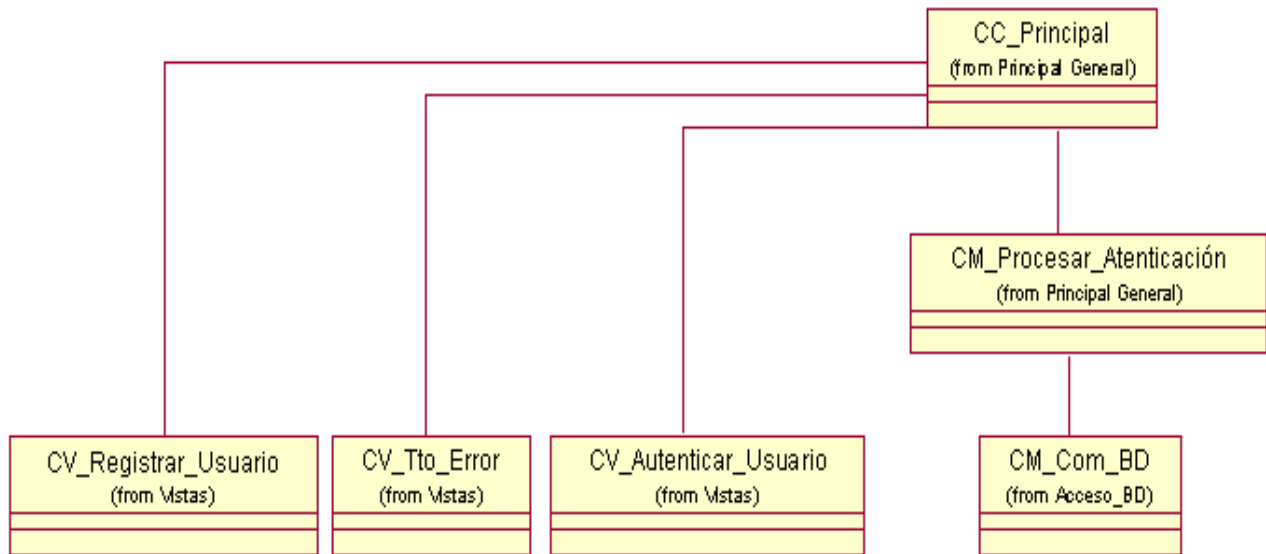 CC_Principal
(from Principal General)
CM_Procesar_Atenticación
(from Principal General)
CV_Registrar_Usuario
(from Vistas)
CV_Tto_Error
(from Vistas)
CV_Autenticar_Usuario
(from Vistas)
CM_Com_BD
(from Acceso_BD)